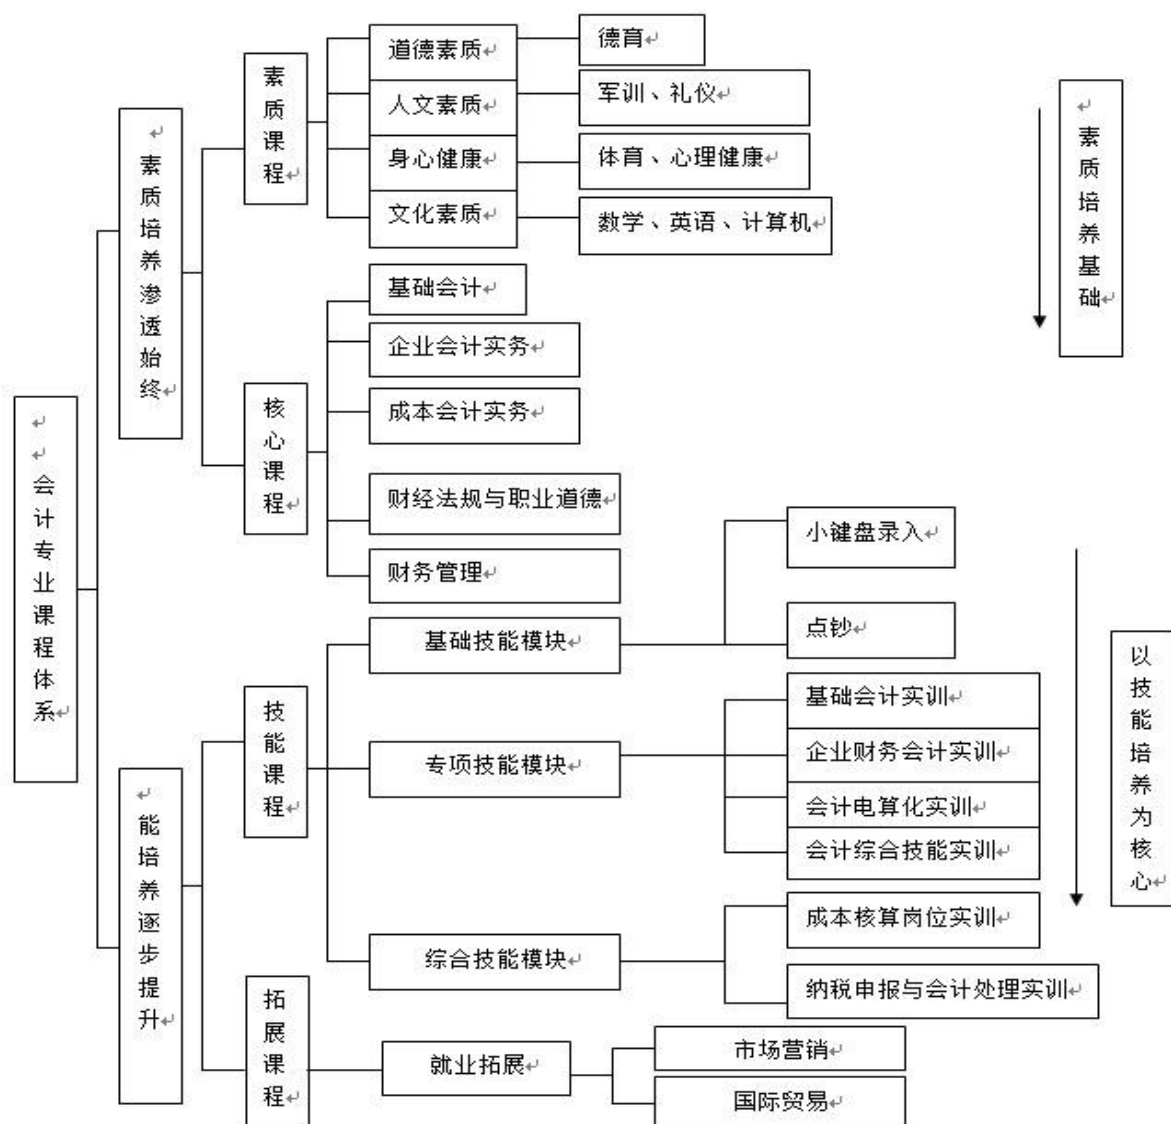 会计专业课程体系
素质培养渗透始终
能培养逐步提升
素质课程
核心课程
技能课程
拓展课程
道德素质
人文素质
身心健康
文化素质
德育
军训、礼仪
体育、心理健康
数学、英语、计算机
基础会计
企业会计实务
成本会计实务
财经法规与职业道德
财务管理
基础技能模块
专项技能模块
综合技能模块
小键盘录入
点钞
基础会计实训
企业财务会计实训
会计电算化实训
会计综合技能实训
成本核算岗位实训
纳税申报与会计处理实训
就业拓展
市场营销
国际贸易
素质培养基础
以技能培养为核心